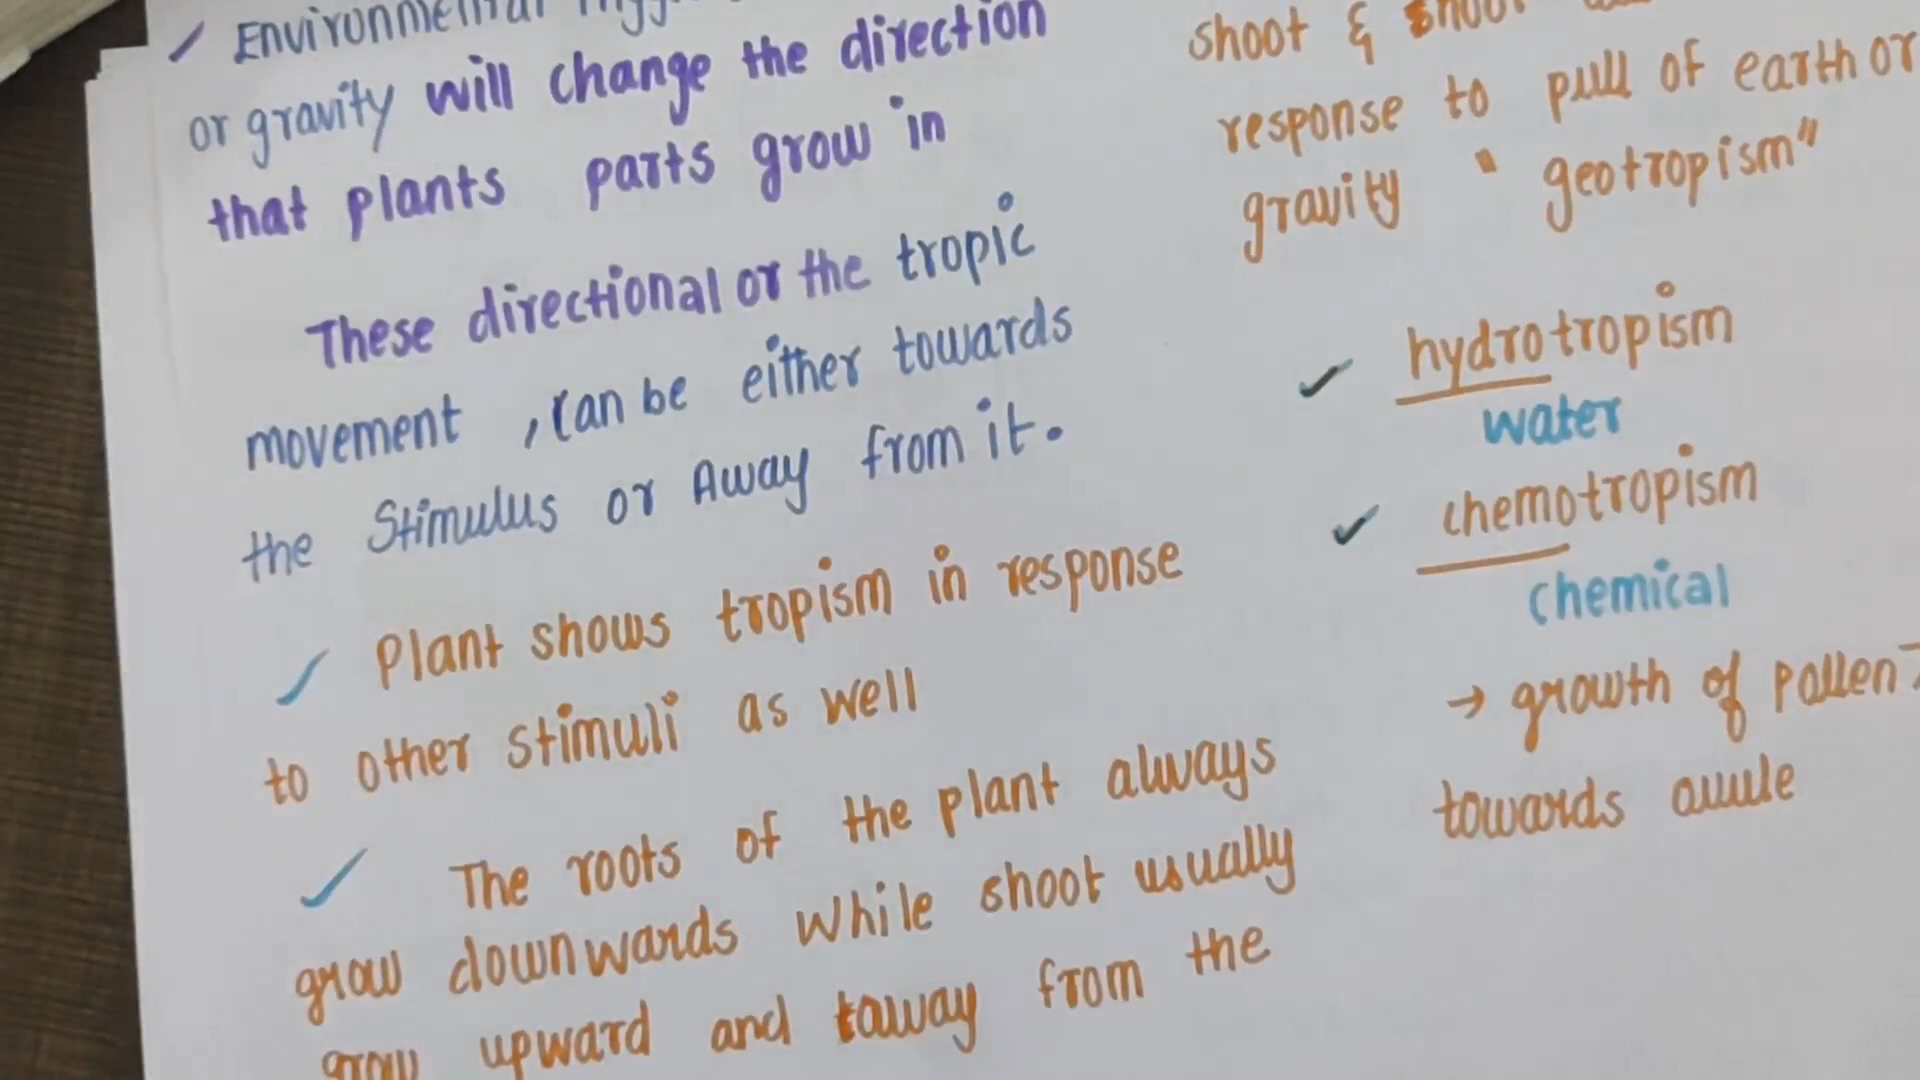 Environmental
or gravity will change the direction
that plants parts grow in
These directional or the tropic
movement , can be either towards
the Stimulus or Away from it.
Plant shows tropism in response
to other stimuli as well
The roots of the plant always
grow downwards while shoot usually
grow upward and taway from the
shoot & shoot
response to pull of earth or
gravity " geotropism"
hydrotropism
water
chemotropism
chemical
→ growth of pollen
towards ovule